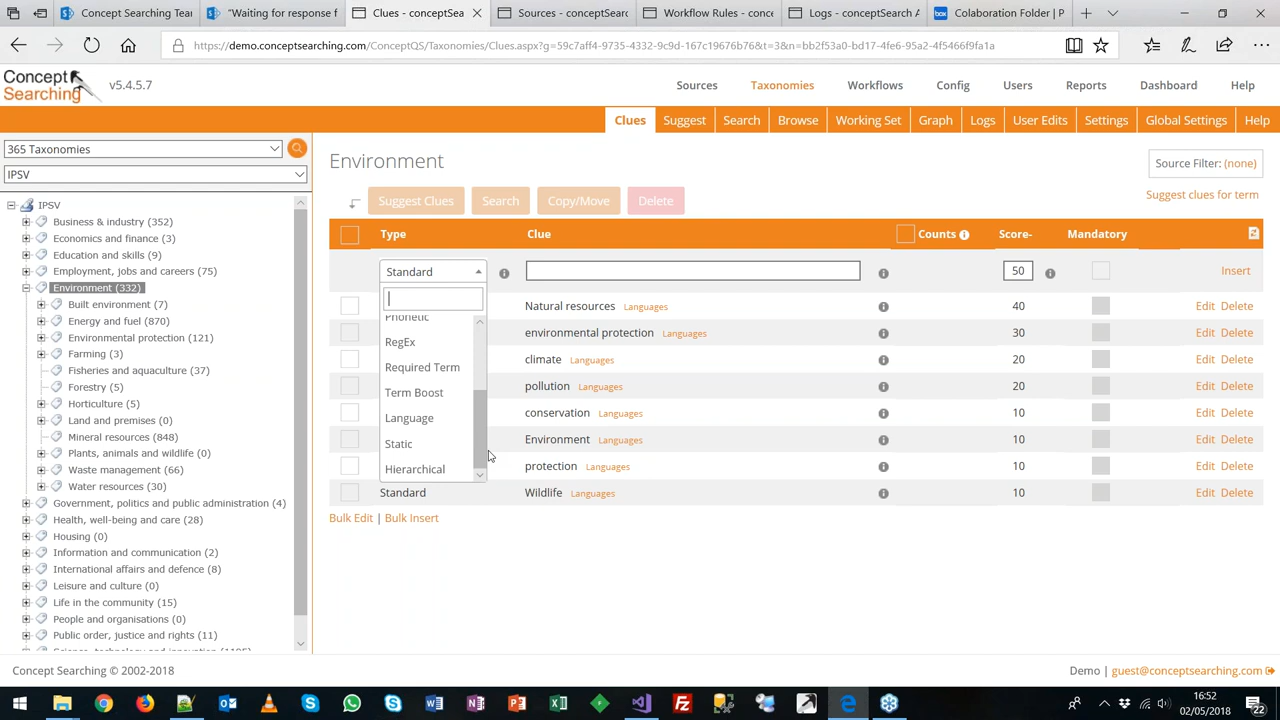 Concept Searching Team
"Waiting for response f
Clues - conceptSea
Sources - conceptSearc
Workflow Rules - conc
Logs - conceptSearch A
Colaboration Folder | P
https://demo.conceptsearching.com/ConceptQS/Taxonomies/Clues.aspx?g=59c7aff4-9735-4332-9c9d-167c19676b76&t=3&n=bb2f53a0-bd17-4fe6-95a2-4f5466f9fa1a
Concept Searching
v5.4.5.7
Sources
Taxonomies
Workflows
Config
Users
Reports
Dashboard
Help
Clues
Suggest
Search
Browse
Working Set
Graph
Logs
User Edits
Settings
Global Settings
Help
365 Taxonomies
IPSV
IPSV
Business & industry (352)
Economics and finance (3)
Education and skills (9)
Employment, jobs and careers (75)
Environment (332)
Built environment (7)
Energy and fuel (870)
Environmental protection (121)
Farming (3)
Fisheries and aquaculture (37)
Forestry (5)
Horticulture (5)
Land and premises (0)
Mineral resources (848)
Plants, animals and wildlife (0)
Waste management (66)
Water resources (30)
Government, politics and public administration (4)
Health, well-being and care (28)
Housing (0)
Information and communication (2)
International affairs and defence (8)
Leisure and culture (0)
Life in the community (15)
People and organisations (0)
Public order, justice and rights (11)
Environment
Source Filter: (none)
Suggest clues for term
Suggest Clues
Search
Copy/Move
Delete
Type
Clue
Counts
Score-
Mandatory
Standard
50
Insert
Phonetic
RegEx
Required Term
Term Boost
Language
Static
Hierarchical
Natural resources Languages 40 Edit Delete
environmental protection Languages 30 Edit Delete
climate Languages 20 Edit Delete
pollution Languages 20 Edit Delete
conservation Languages 10 Edit Delete
Environment Languages 10 Edit Delete
protection Languages 10 Edit Delete
Standard Wildlife Languages 10 Edit Delete
Bulk Edit | Bulk Insert
Concept Searching © 2002-2018
Demo | guest@conceptsearching.com
16:52
02/05/2018
22